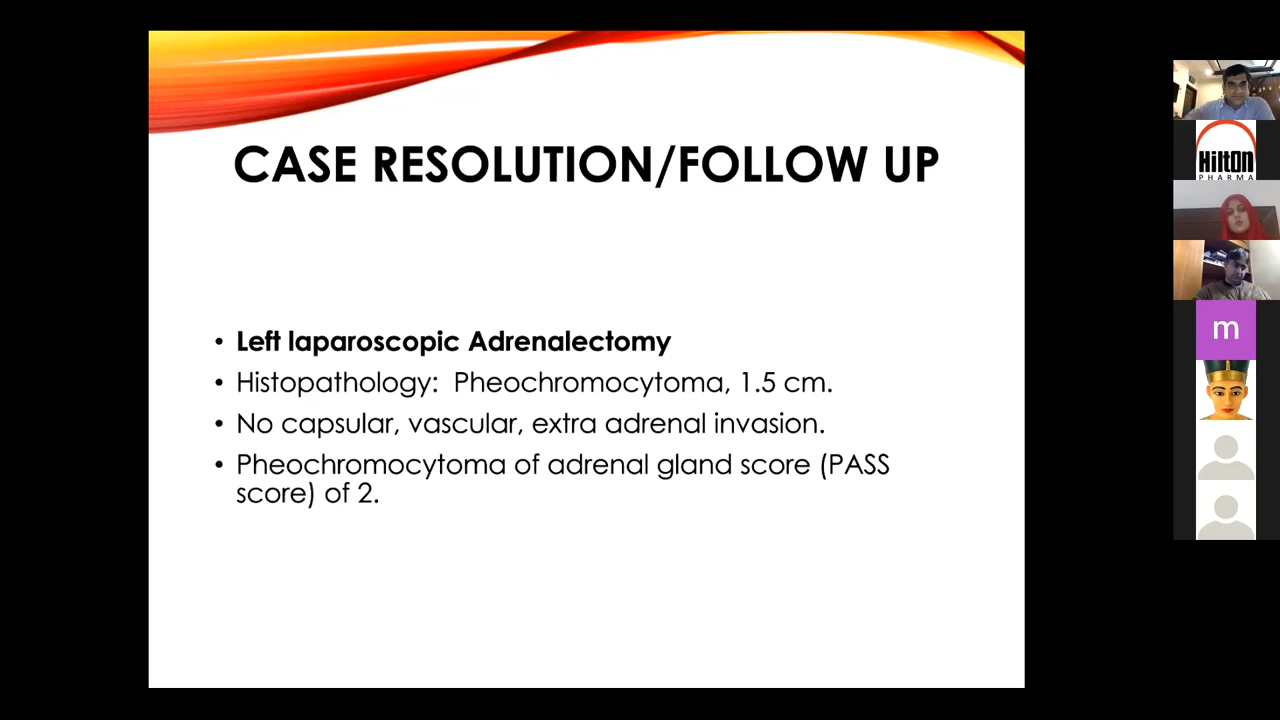 CASE RESOLUTION/FOLLOW UP
• Left laparoscopic Adrenalectomy
• Histopathology: Pheochromocytoma, 1.5 cm.
• No capsular, vascular, extra adrenal invasion.
• Pheochromocytoma of adrenal gland score (PASS
score) of 2.
Hilton
PHARMA
m